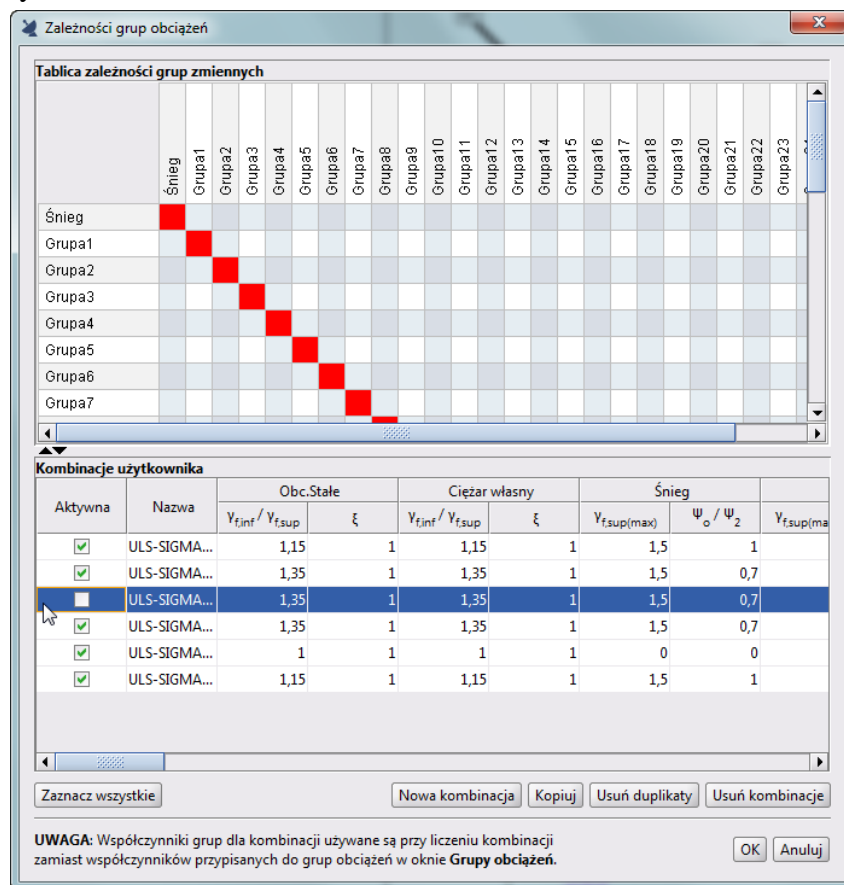 Zależności grup obciążeń
Tablica zależności grup zmiennych
Śnieg Grupa1 Grupa2 Grupa3 Grupa4 Grupa5 Grupa6 Grupa7 Grupa8 Grupa9 Grupa10 Grupa11 Grupa12 Grupa13 Grupa14 Grupa15 Grupa16 Grupa17 Grupa18 Grupa19 Grupa20 Grupa21 Grupa22 Grupa23
Śnieg
Grupa1
Grupa2
Grupa3
Grupa4
Grupa5
Grupa6
Grupa7
Kombinacje użytkownika
Aktywna Nazwa Obc.Stałe Ciężar własny Śnieg
γf,inf / γf,sup ξ γf,inf / γf,sup ξ γf,sup(max) Ψo / Ψ2 γf,sup(ma
ULS-SIGMA... 1,15 1 1,15 1 1,5 1
ULS-SIGMA... 1,35 1 1,35 1 1,5 0,7
ULS-SIGMA... 1,35 1 1,35 1 1,5 0,7
ULS-SIGMA... 1,35 1 1,35 1 1,5 0,7
ULS-SIGMA... 1 1 1 1 0 0
ULS-SIGMA... 1,15 1 1,15 1 1,5 1
Zaznacz wszystkie Nowa kombinacja Kopiuj Usuń duplikaty Usuń kombinacje
UWAGA: Współczynniki grup dla kombinacji używane są przy liczeniu kombinacji
zamiast współczynników przypisanych do grup obciążeń w oknie Grupy obciążeń.
OK Anuluj